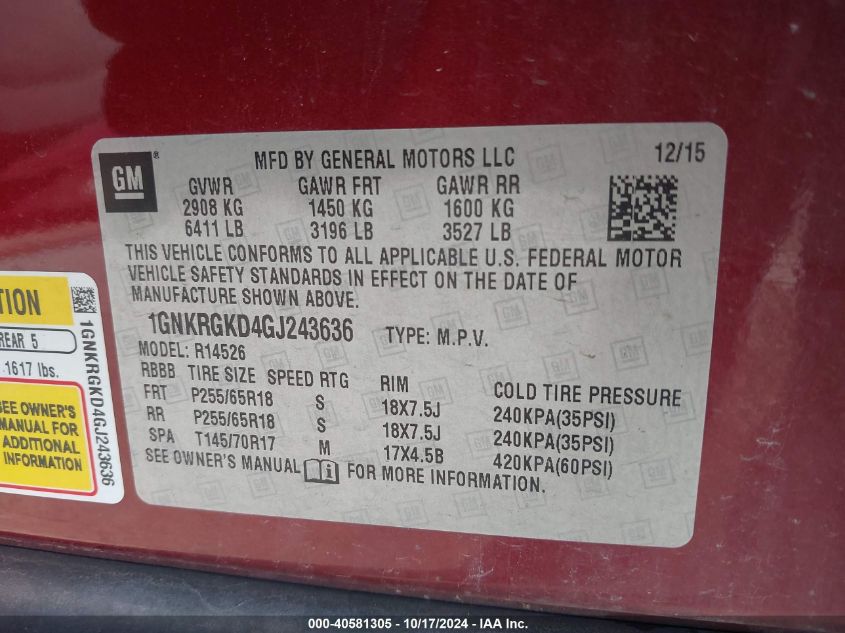 GM
MFD BY GENERAL MOTORS LLC 12/15
GVWR GAWR FRT GAWR RR
2908 KG 1450 KG 1600 KG
6411 LB 3196 LB 3527 LB
THIS VEHICLE CONFORMS TO ALL APPLICABLE U.S. FEDERAL MOTOR
VEHICLE SAFETY STANDARDS IN EFFECT ON THE DATE OF
MANUFACTURE SHOWN ABOVE.
1GNKRGKD4GJ243636 TYPE: M.P.V.
MODEL: R14526
RBBB TIRE SIZE SPEED RTG RIM COLD TIRE PRESSURE
FRT P255/65R18 S 18X7.5J 240KPA(35PSI)
RR P255/65R18 S 18X7.5J 240KPA(35PSI)
SPA T145/70R17 M 17X4.5B 420KPA(60PSI)
SEE OWNER'S MANUAL i FOR MORE INFORMATION.
REAR 5
1617 lbs.
SEE OWNER'S
MANUAL FOR
ADDITIONAL
INFORMATION
1GNKRGKD4GJ243636
000-40581305 - 10/17/2024 - IAA Inc.